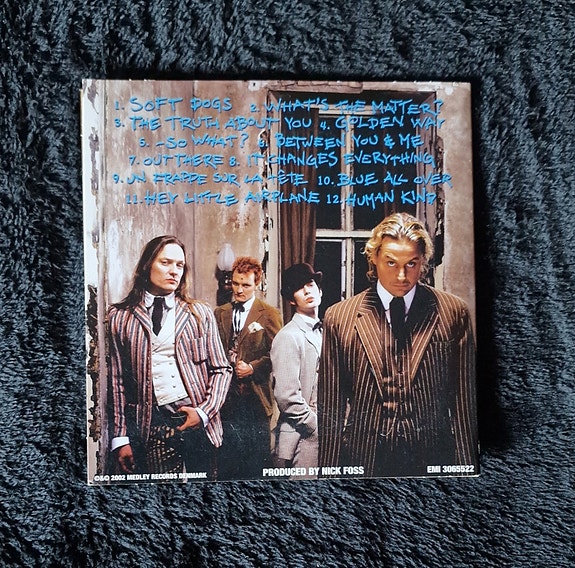 1. SOFT DOGS 2. WHAT'S THE MATTER?
3. THE TRUTH ABOUT YOU 4. GOLDEN WAY
5. -SO WHAT? 6. BETWEEN YOU & ME
7. OUT THERE 8. IT CHANGES EVERYTHING
9. UN FRAPPE SUR LA TÊTE 10. BLUE ALL OVER
11. HEY LITTLE AIRPLANE 12. HUMAN KIND
℗&© 2002 MEDLEY RECORDS DENMARK PRODUCED BY NICK FOSS EMI 3065522